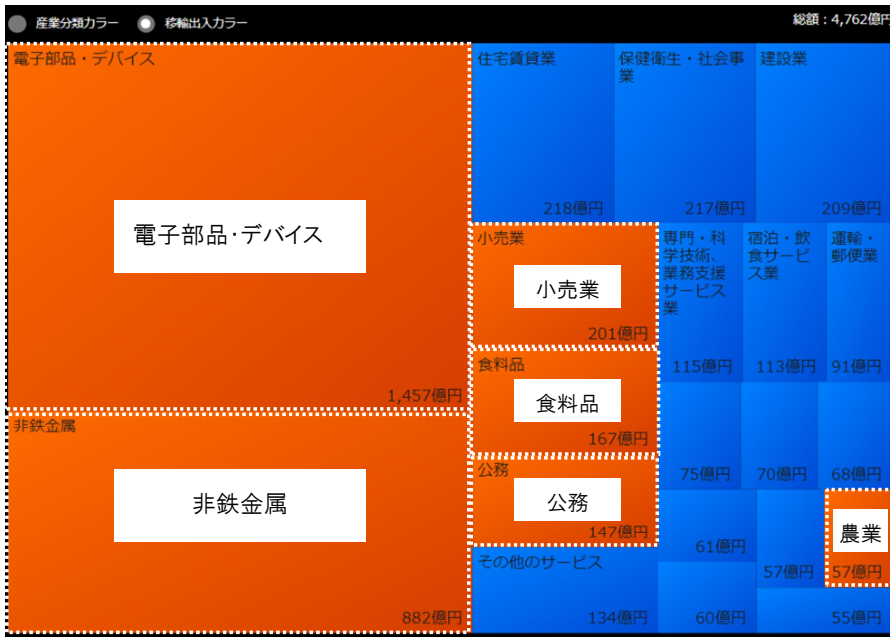 産業分類カラー 移輸出入カラー
総額：4,762億円
電子部品・デバイス
電子部品・デバイス
1,457億円
非鉄金属
非鉄金属
882億円
住宅賃貸業
218億円
保健衛生・社会事
業
217億円
建設業
209億円
小売業
小売業
201億円
食料品
食料品
167億円
公務
公務
147億円
その他のサービス
134億円
専門・科
学技術、
業務支援
サービス
業
115億円
宿泊・飲
食サービ
ス業
113億円
運輸・
郵便業
91億円
75億円
70億円
68億円
61億円
57億円
農業
57億円
60億円
55億円